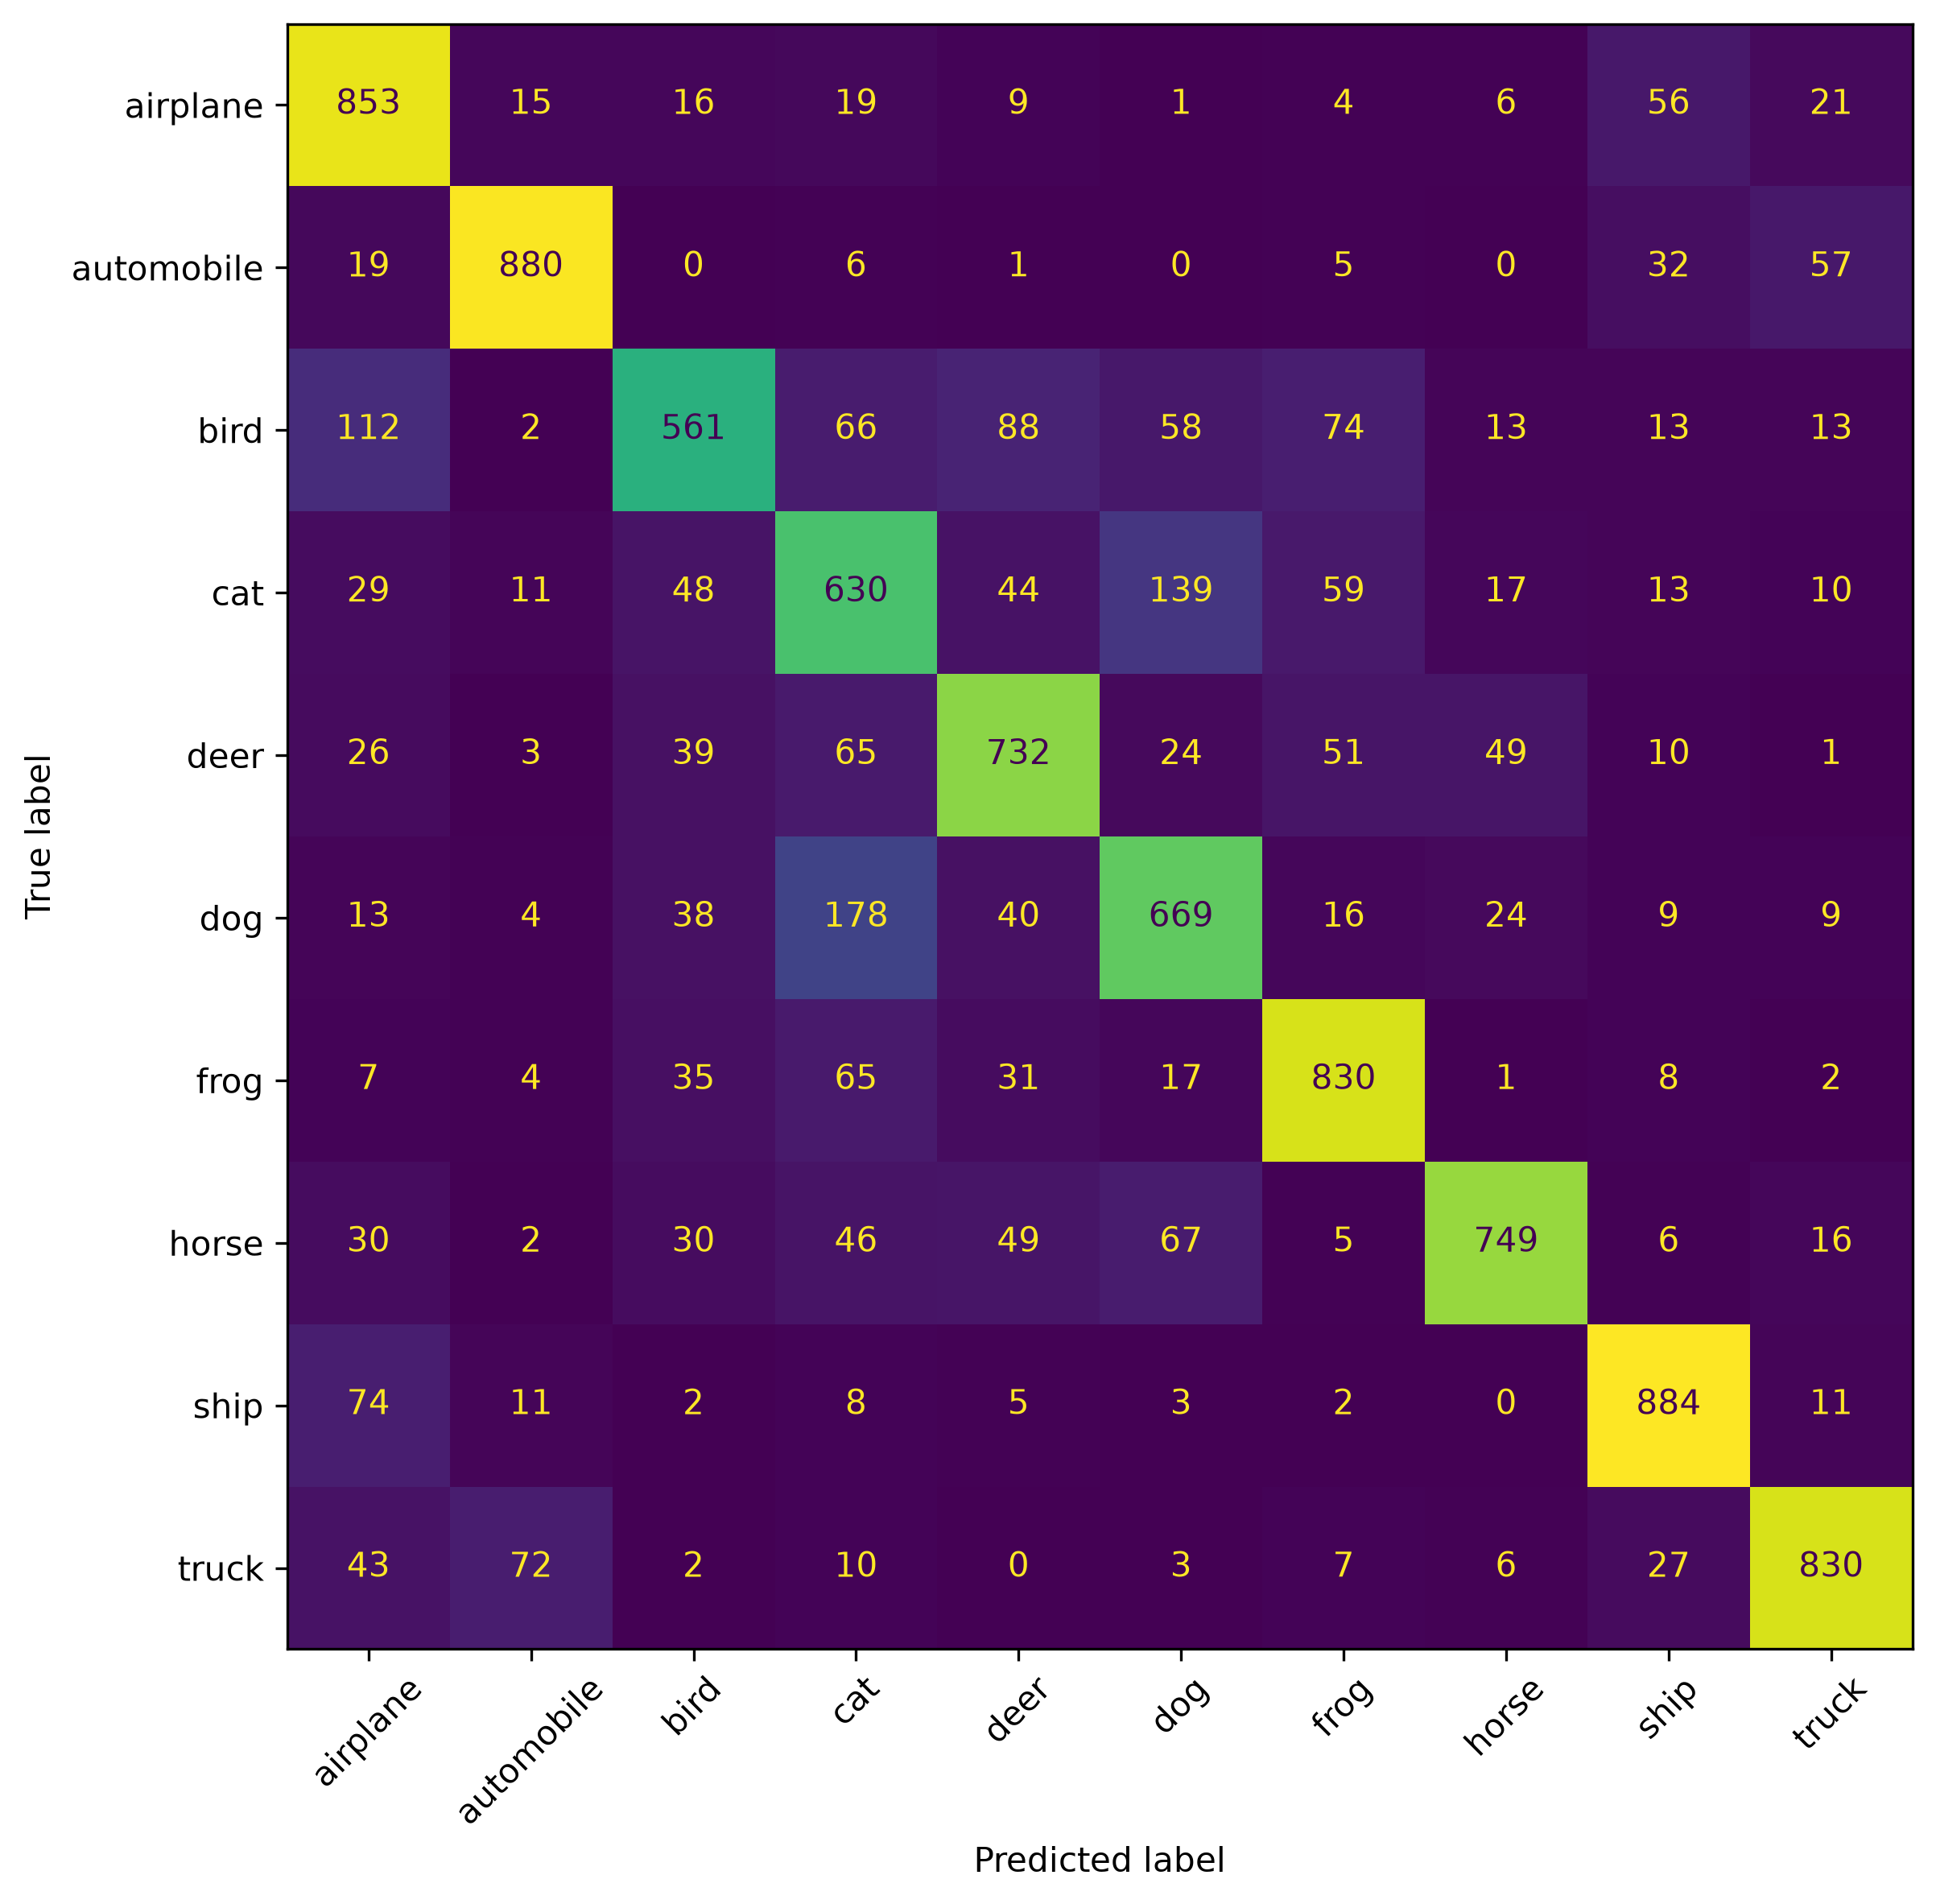 airplane 853 15 16 19 9 1 4 6 56 21
automobile 19 880 0 6 1 0 5 0 32 57
bird 112 2 561 66 88 58 74 13 13 13
cat 29 11 48 630 44 139 59 17 13 10
deer 26 3 39 65 732 24 51 49 10 1
dog 13 4 38 178 40 669 16 24 9 9
frog 7 4 35 65 31 17 830 1 8 2
horse 30 2 30 46 49 67 5 749 6 16
ship 74 11 2 8 5 3 2 0 884 11
truck 43 72 2 10 0 3 7 6 27 830
True label
airplane automobile bird cat deer dog frog horse ship truck
Predicted label